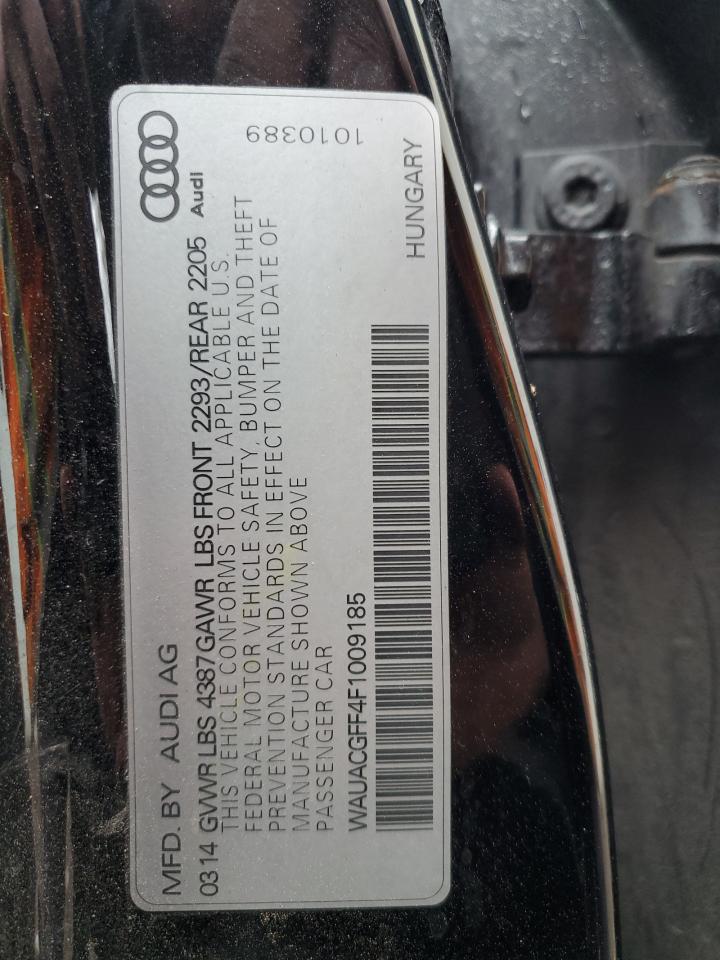 MFD. BY AUDI AG
0314 GVWR LBS 4387 GAWR LBS FRONT 2293/REAR 2205 Audi
THIS VEHICLE CONFORMS TO ALL APPLICABLE U.S.
FEDERAL MOTOR VEHICLE SAFETY, BUMPER AND THEFT
PREVENTION STANDARDS IN EFFECT ON THE DATE OF
MANUFACTURE SHOWN ABOVE
PASSENGER CAR
WAUACGFF4F1009185
HUNGARY
1010389